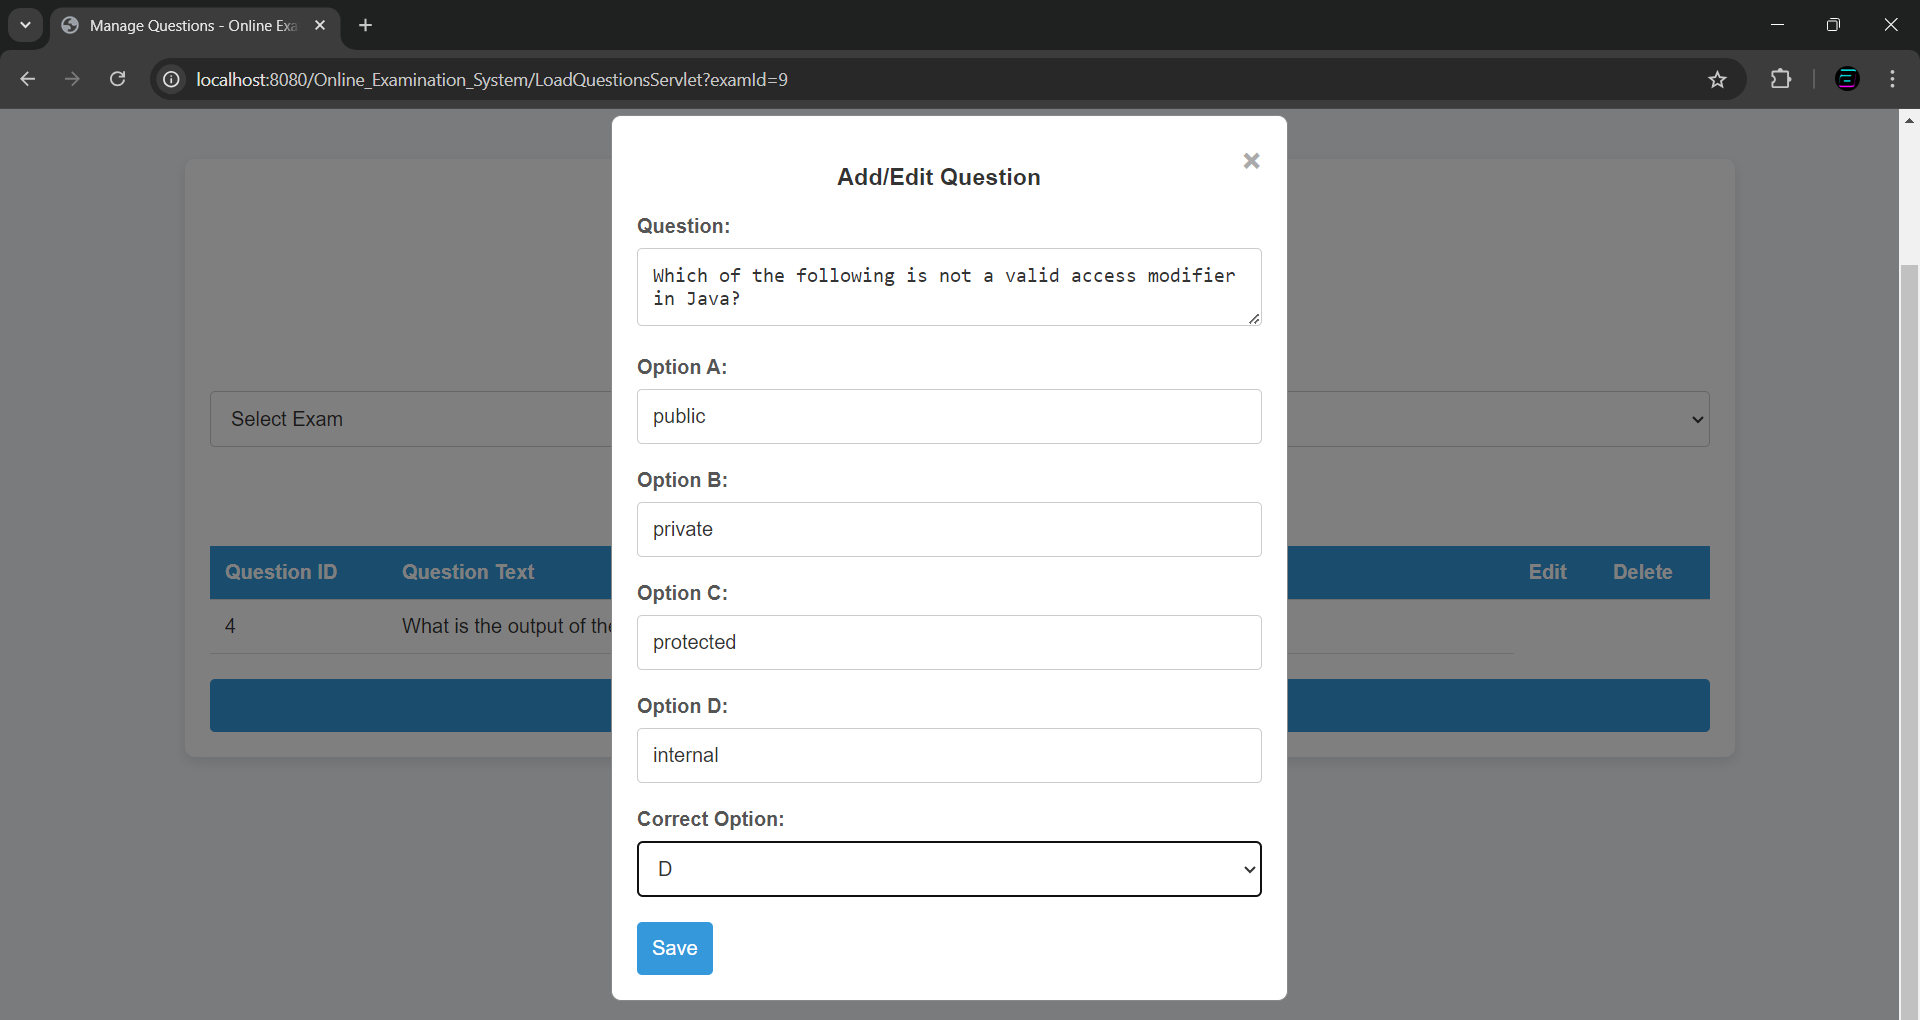 Manage Questions - Online Exa
localhost:8080/Online_Examination_System/LoadQuestionsServlet?examId=9
Add/Edit Question
Question:
Which of the following is not a valid access modifier
in Java?
Option A:
public
Select Exam
Option B:
private
Question ID Question Text Edit Delete
Option C:
4 What is the output of the
protected
Option D:
internal
Correct Option:
D
Save